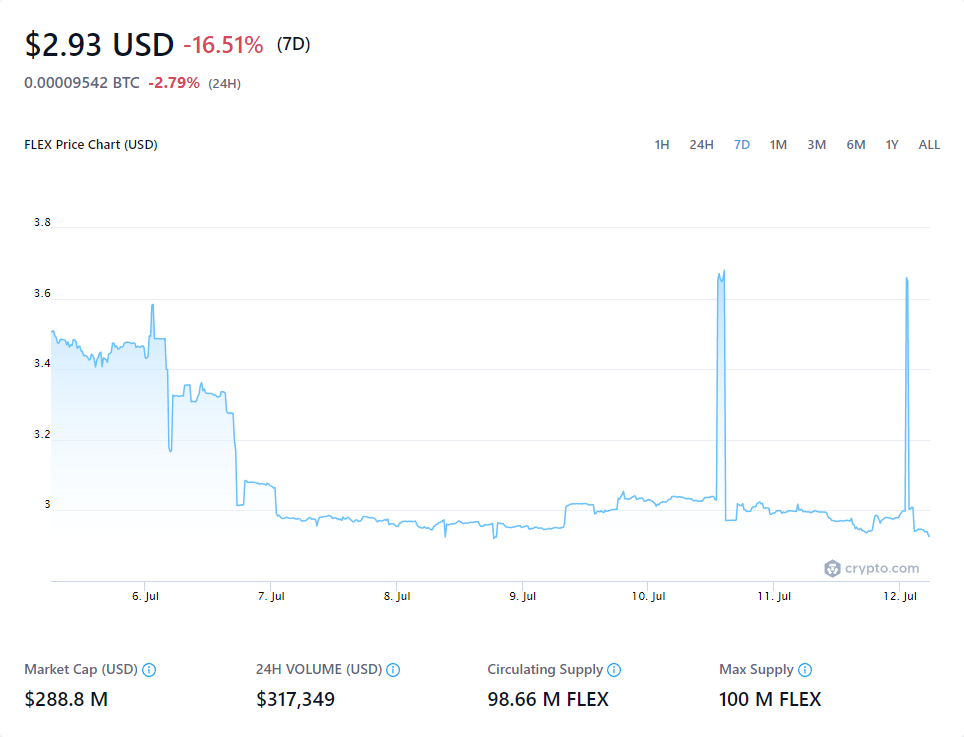 $2.93 USD -16.51% (7D)
0.00009542 BTC -2.79% (24H)
FLEX Price Chart (USD) 1H 24H 7D 1M 3M 6M 1Y ALL
3.8
3.6
3.4
3.2
3
crypto.com
6. Jul 7. Jul 8. Jul 9. Jul 10. Jul 11. Jul 12. Jul
Market Cap (USD) 24H VOLUME (USD) Circulating Supply Max Supply
$288.8 M $317,349 98.66 M FLEX 100 M FLEX